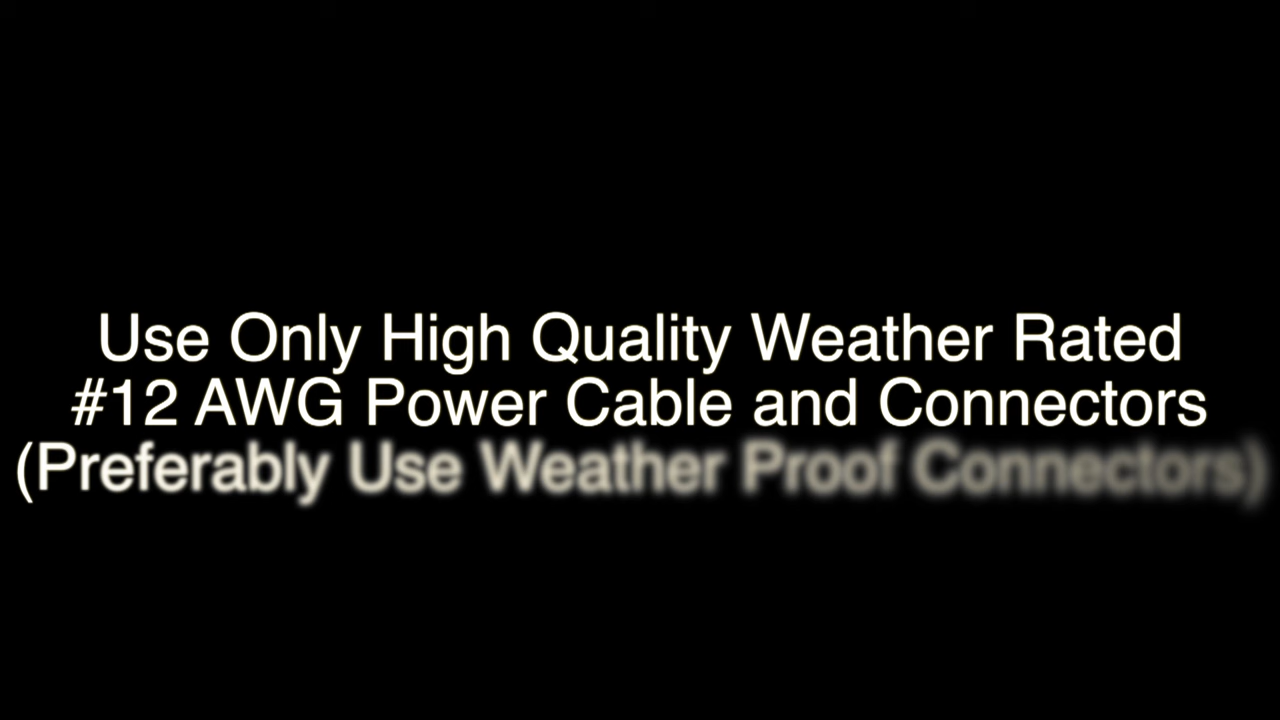 Use Only High Quality Weather Rated
#12 AWG Power Cable and Connectors
(Preferably Use Weather Proof Connectors)